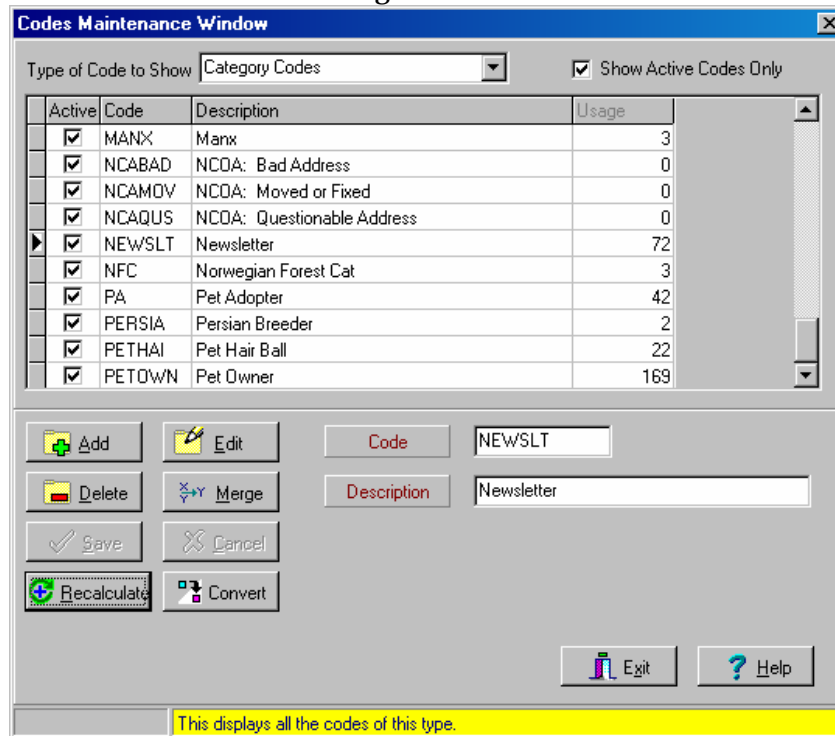 Codes Maintenance Window
Type of Code to Show Category Codes Show Active Codes Only
Active Code Description Usage
MANX Manx 3
NCABAD NCOA: Bad Address 0
NCAMOV NCOA: Moved or Fixed 0
NCAQUS NCOA: Questionable Address 0
NEWSLT Newsletter 72
NFC Norwegian Forest Cat 3
PA Pet Adopter 42
PERSIA Persian Breeder 2
PETHAI Pet Hair Ball 22
PETOWN Pet Owner 169
Add Edit Code NEWSLT
Delete Merge Description Newsletter
Save Cancel
Recalculate Convert
Exit Help
This displays all the codes of this type.